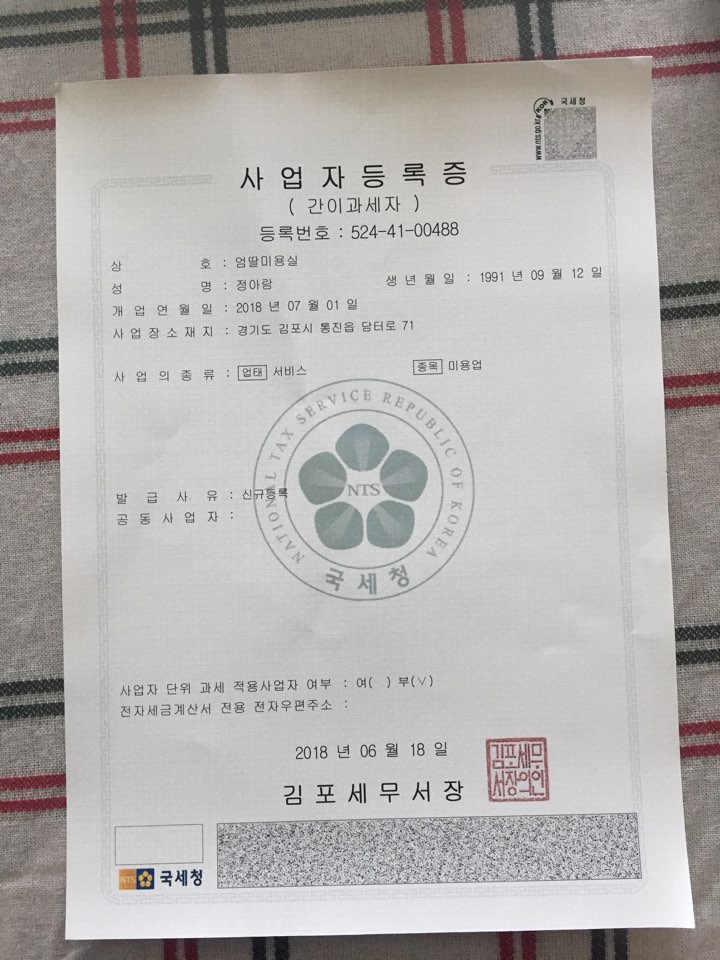 KOR
국세청
www.nts.go.kr
사업자등록증
( 간이과세자 )
등록번호 : 524-41-00488
상 호 : 엄딸미용실
성 명 : 정아람 생년월일 : 1991 년 09 월 12 일
개업연월일 : 2018 년 07 월 01 일
사업장소재지 : 경기도 김포시 통진읍 담터로 71
사업의종류 : 업태 서비스 종목 미용업
NATIONAL TAX SERVICE REPUBLIC OF KOREA
NTS
국세청
발급사유 : 신규등록
공동사업자 :
사업자 단위 과세 적용사업자 여부 : 여( ) 부(∨)
전자세금계산서 전용 전자우편주소 :
2018 년 06 월 18 일
김포세무서장
김포세무
서장의인
NTS 국세청